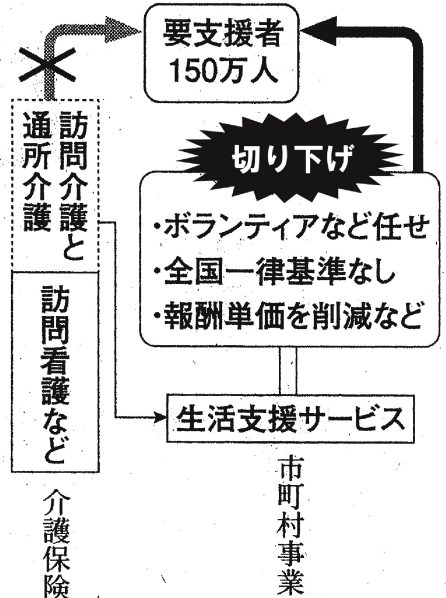 要支援者
150万人
切り下げ
・ボランティアなど任せ
・全国一律基準なし
・報酬単価を削減など
訪問介護と
通所介護
訪問看護など
生活支援サービス
介護保険
市町村事業